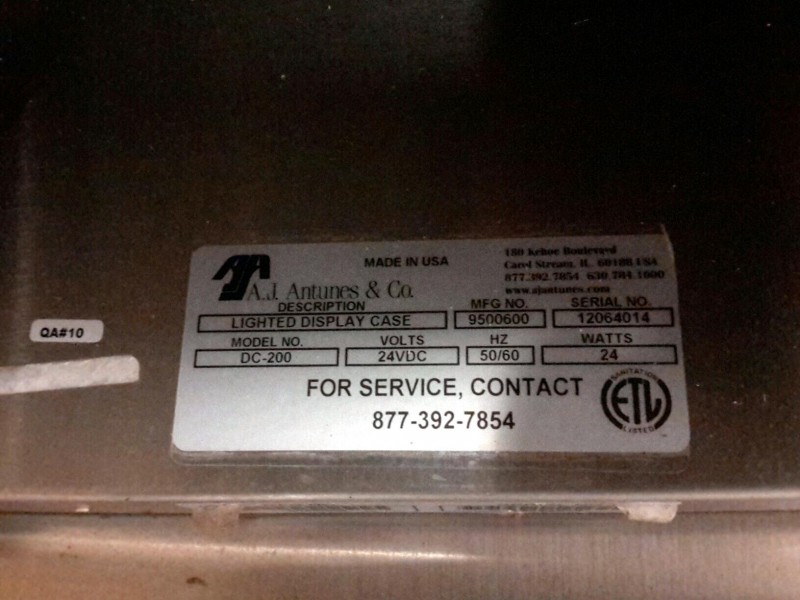 MADE IN USA
180 Kehoe Boulevard
Carol Stream, IL 60188 USA
877.392.7854 630.784.1000
www.ajantunes.com
A.J. Antunes & Co.
DESCRIPTION MFG NO. SERIAL NO.
LIGHTED DISPLAY CASE 9500600 12064014
MODEL NO. VOLTS HZ WATTS
DC-200 24VDC 50/60 24
FOR SERVICE, CONTACT
877-392-7854
SANITATION
ETL
LISTED
QA#10